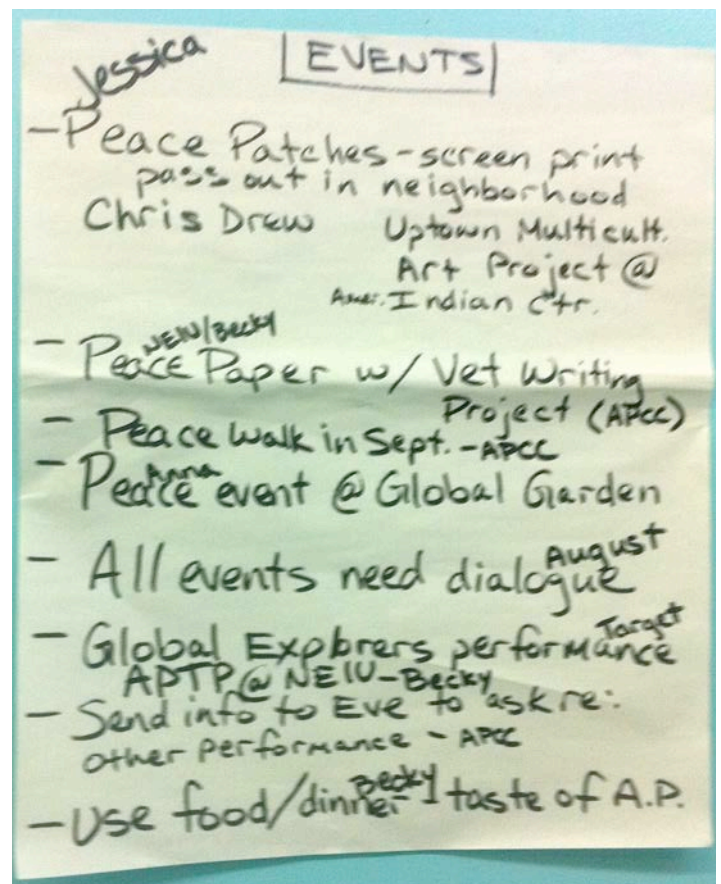 Jessica
EVENTS
- Peace Patches - screen print
pass out in neighborhood
Chris Drew Uptown Multicult.
Art Project @
Amer. Indian Ctr.
NEIU/Becky
- Peace Paper w/ Vet Writing
Project (APCC)
- Peace Walk in Sept. - APCC
Anna
- Peace event @ Global Garden
August
- All events need dialogue
Target
- Global Explorers performance
APTP @ NEIU - Becky
- Send info to Eve to ask re:
other performance - APCC
Becky
- Use food/dinner taste of A.P.